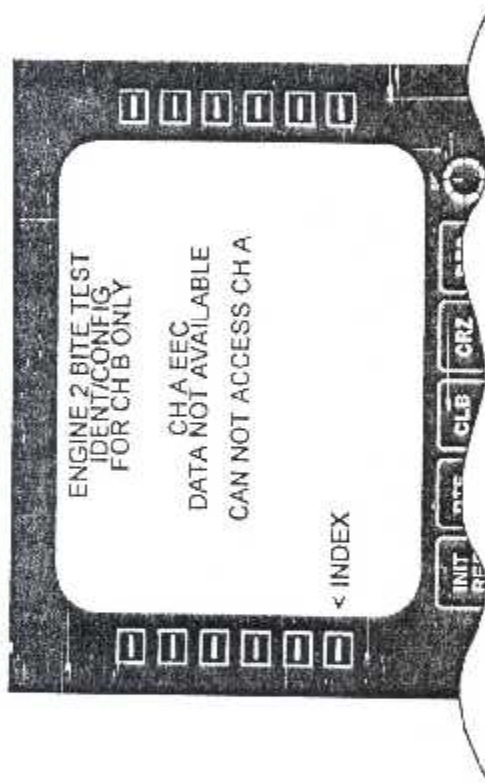 ENGINE 2 BITE TEST
IDENT/CONFIG
FOR CH B ONLY
CH A EEC
DATA NOT AVAILABLE
CAN NOT ACCESS CH A
< INDEX
INIT
CLB
CRZ